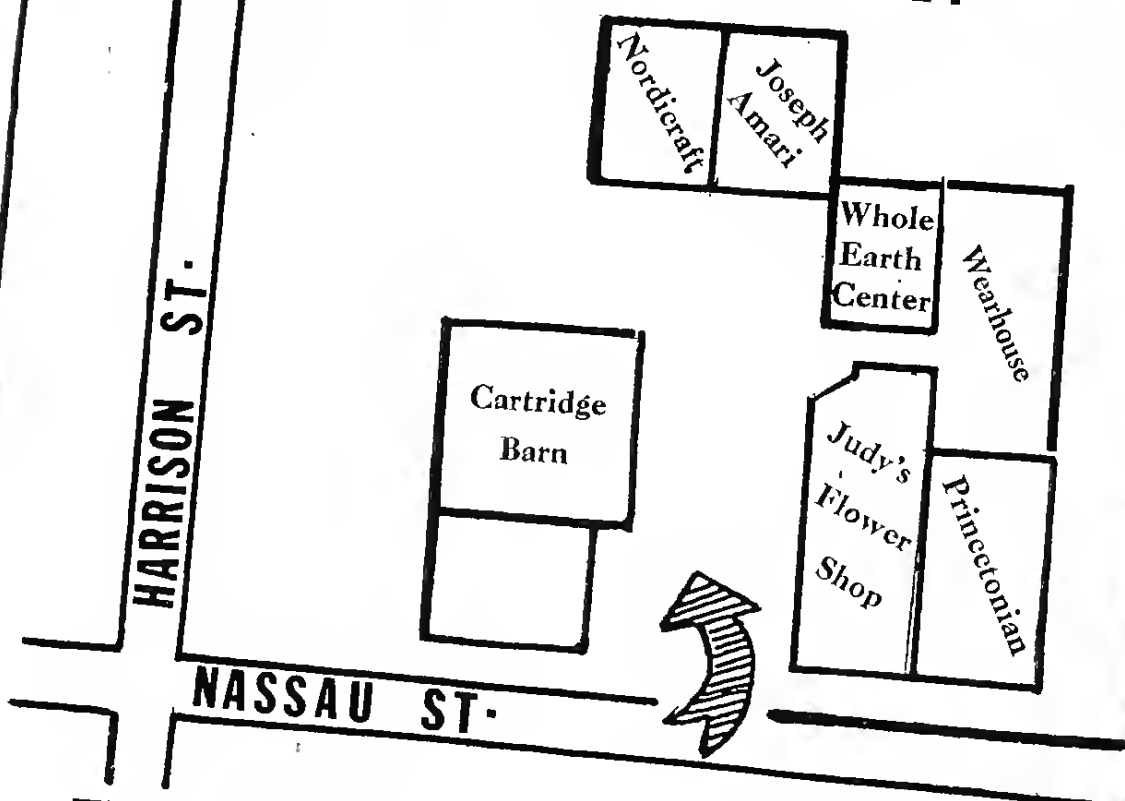 Nordicraft
Joseph
Amari
Whole
Earth
Center
Wearhouse
HARRISON ST.
Cartridge
Barn
Judy's
Flower
Shop
Princetonian
NASSAU ST.